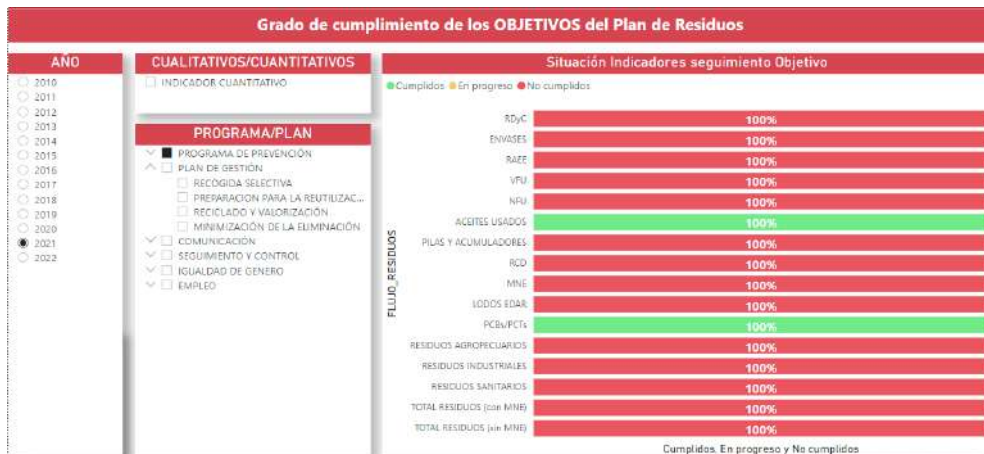 Grado de cumplimiento de los OBJETIVOS del Plan de Residuos
AÑO
2010
2011
2012
2013
2014
2015
2016
2017
2018
2019
2020
2021
2022
CUALITATIVOS/CUANTITATIVOS
INDICADOR CUANTITATIVO
PROGRAMA/PLAN
PROGRAMA DE PREVENCIÓN
PLAN DE GESTIÓN
RECOGIDA SELECTIVA
PREPARACION PARA LA REUTILIZAC...
RECICLADO Y VALORIZACIÓN
MINIMIZACIÓN DE LA ELIMINACIÓN
COMUNICACIÓN
SEGUIMIENTO Y CONTROL
IGUALDAD DE GENERO
EMPLEO
Situación Indicadores seguimiento Objetivo
Cumplidos En progreso No cumplidos
FLUJO_RESIDUOS
RDyC 100%
ENVASES 100%
RAEE 100%
VFU 100%
NFU 100%
ACEITES USADOS 100%
PILAS Y ACUMULADORES 100%
RCD 100%
MNE 100%
LODOS EDAR 100%
PCBs/PCTs 100%
RESIDUOS AGROPECUARIOS 100%
RESIDUOS INDUSTRIALES 100%
RESIDUOS SANITARIOS 100%
TOTAL RESIDUOS (con MNE) 100%
TOTAL RESIDUOS (sin MNE) 100%
Cumplidos, En progreso y No cumplidos